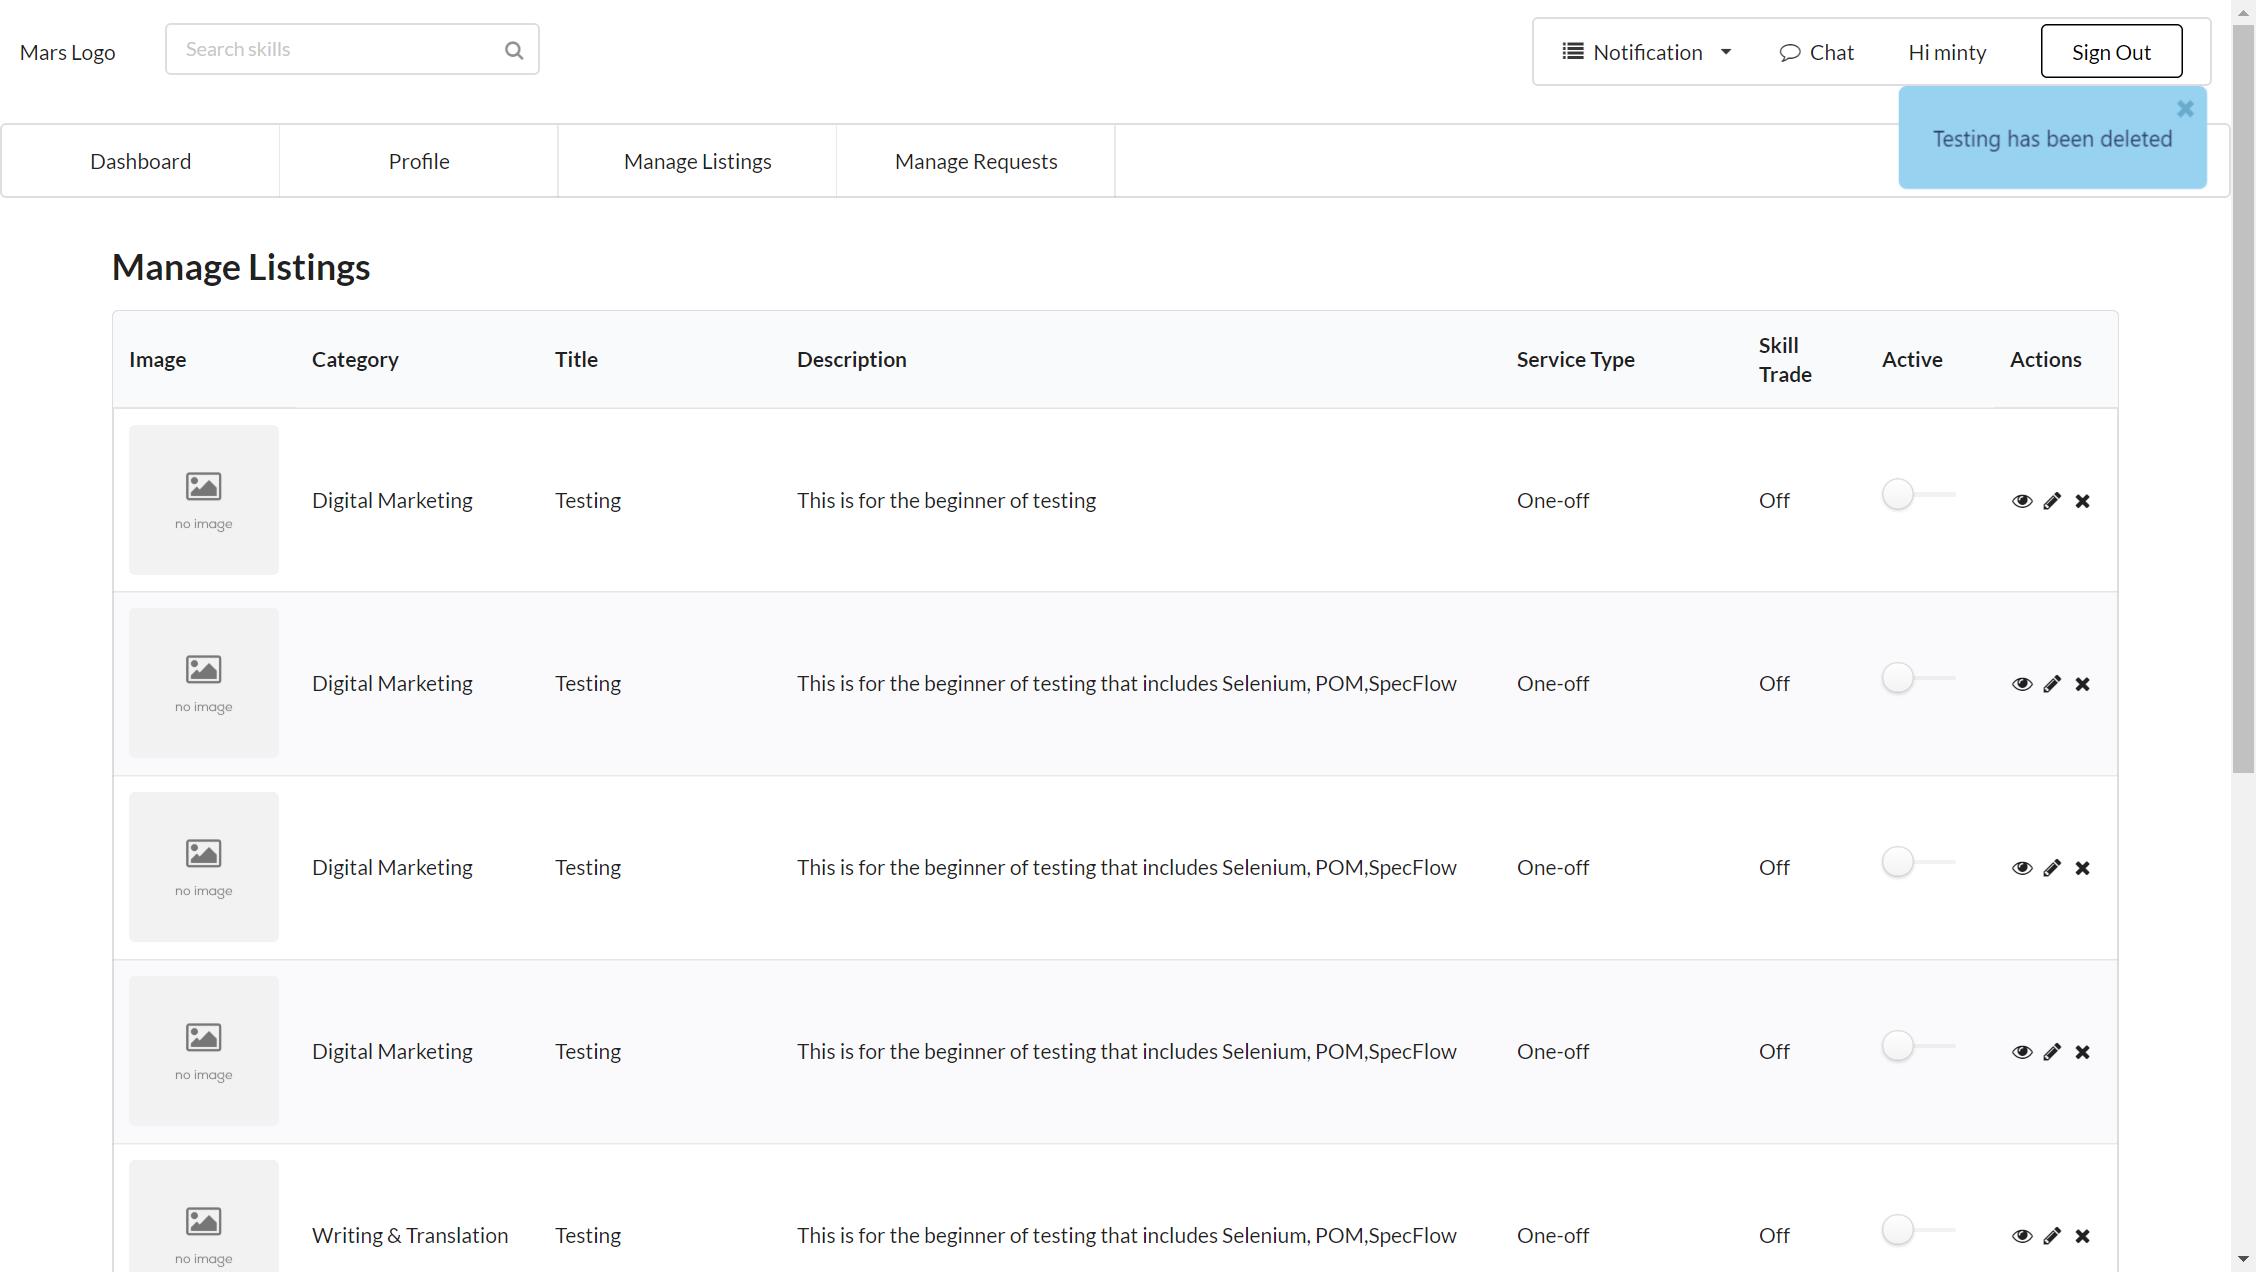 Mars Logo
Search skills
Notification
Chat
Hi minty
Sign Out
Testing has been deleted
Dashboard
Profile
Manage Listings
Manage Requests
Manage Listings
Image
Category
Title
Description
Service Type
Skill
Trade
Active
Actions
no image
Digital Marketing
Testing
This is for the beginner of testing
One-off
Off
no image
Digital Marketing
Testing
This is for the beginner of testing that includes Selenium, POM,SpecFlow
One-off
Off
no image
Digital Marketing
Testing
This is for the beginner of testing that includes Selenium, POM,SpecFlow
One-off
Off
no image
Digital Marketing
Testing
This is for the beginner of testing that includes Selenium, POM,SpecFlow
One-off
Off
no image
Writing & Translation
Testing
This is for the beginner of testing that includes Selenium, POM,SpecFlow
One-off
Off